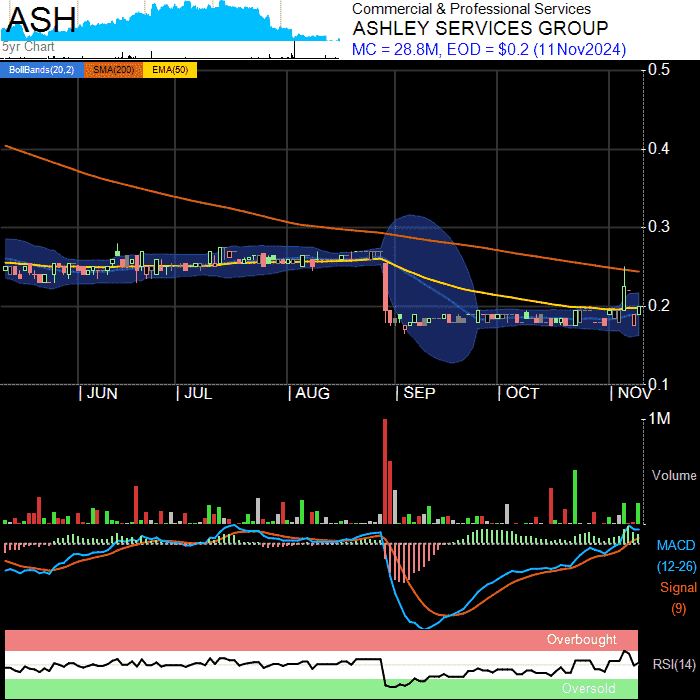 ASH
5yr Chart
Commercial & Professional Services
ASHLEY SERVICES GROUP
MC = 28.8M, EOD = $0.2 (11Nov2024)
BollBands(20,2) SMA(200) EMA(50)
0.5
0.4
0.3
0.2
0.1
| JUN | JUL | AUG | SEP | OCT | NOV
1M
Volume
MACD
(12-26)
Signal
(9)
Overbought
RSI(14)
Oversold